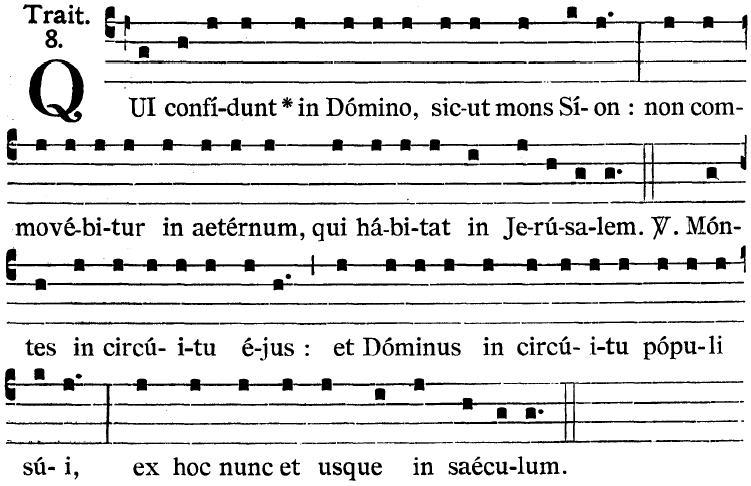 Trait.
8.
QUI confí-dunt * in Dómino, sic-ut mons Sí- on : non com-
mové-bi-tur in aetérnum, qui há-bi-tat in Je-rú-sa-lem. ℣. Món-
tes in circú- i-tu é-jus : et Dóminus in circú- i-tu pópu-li
sú- i, ex hoc nunc et usque in saécu-lum.